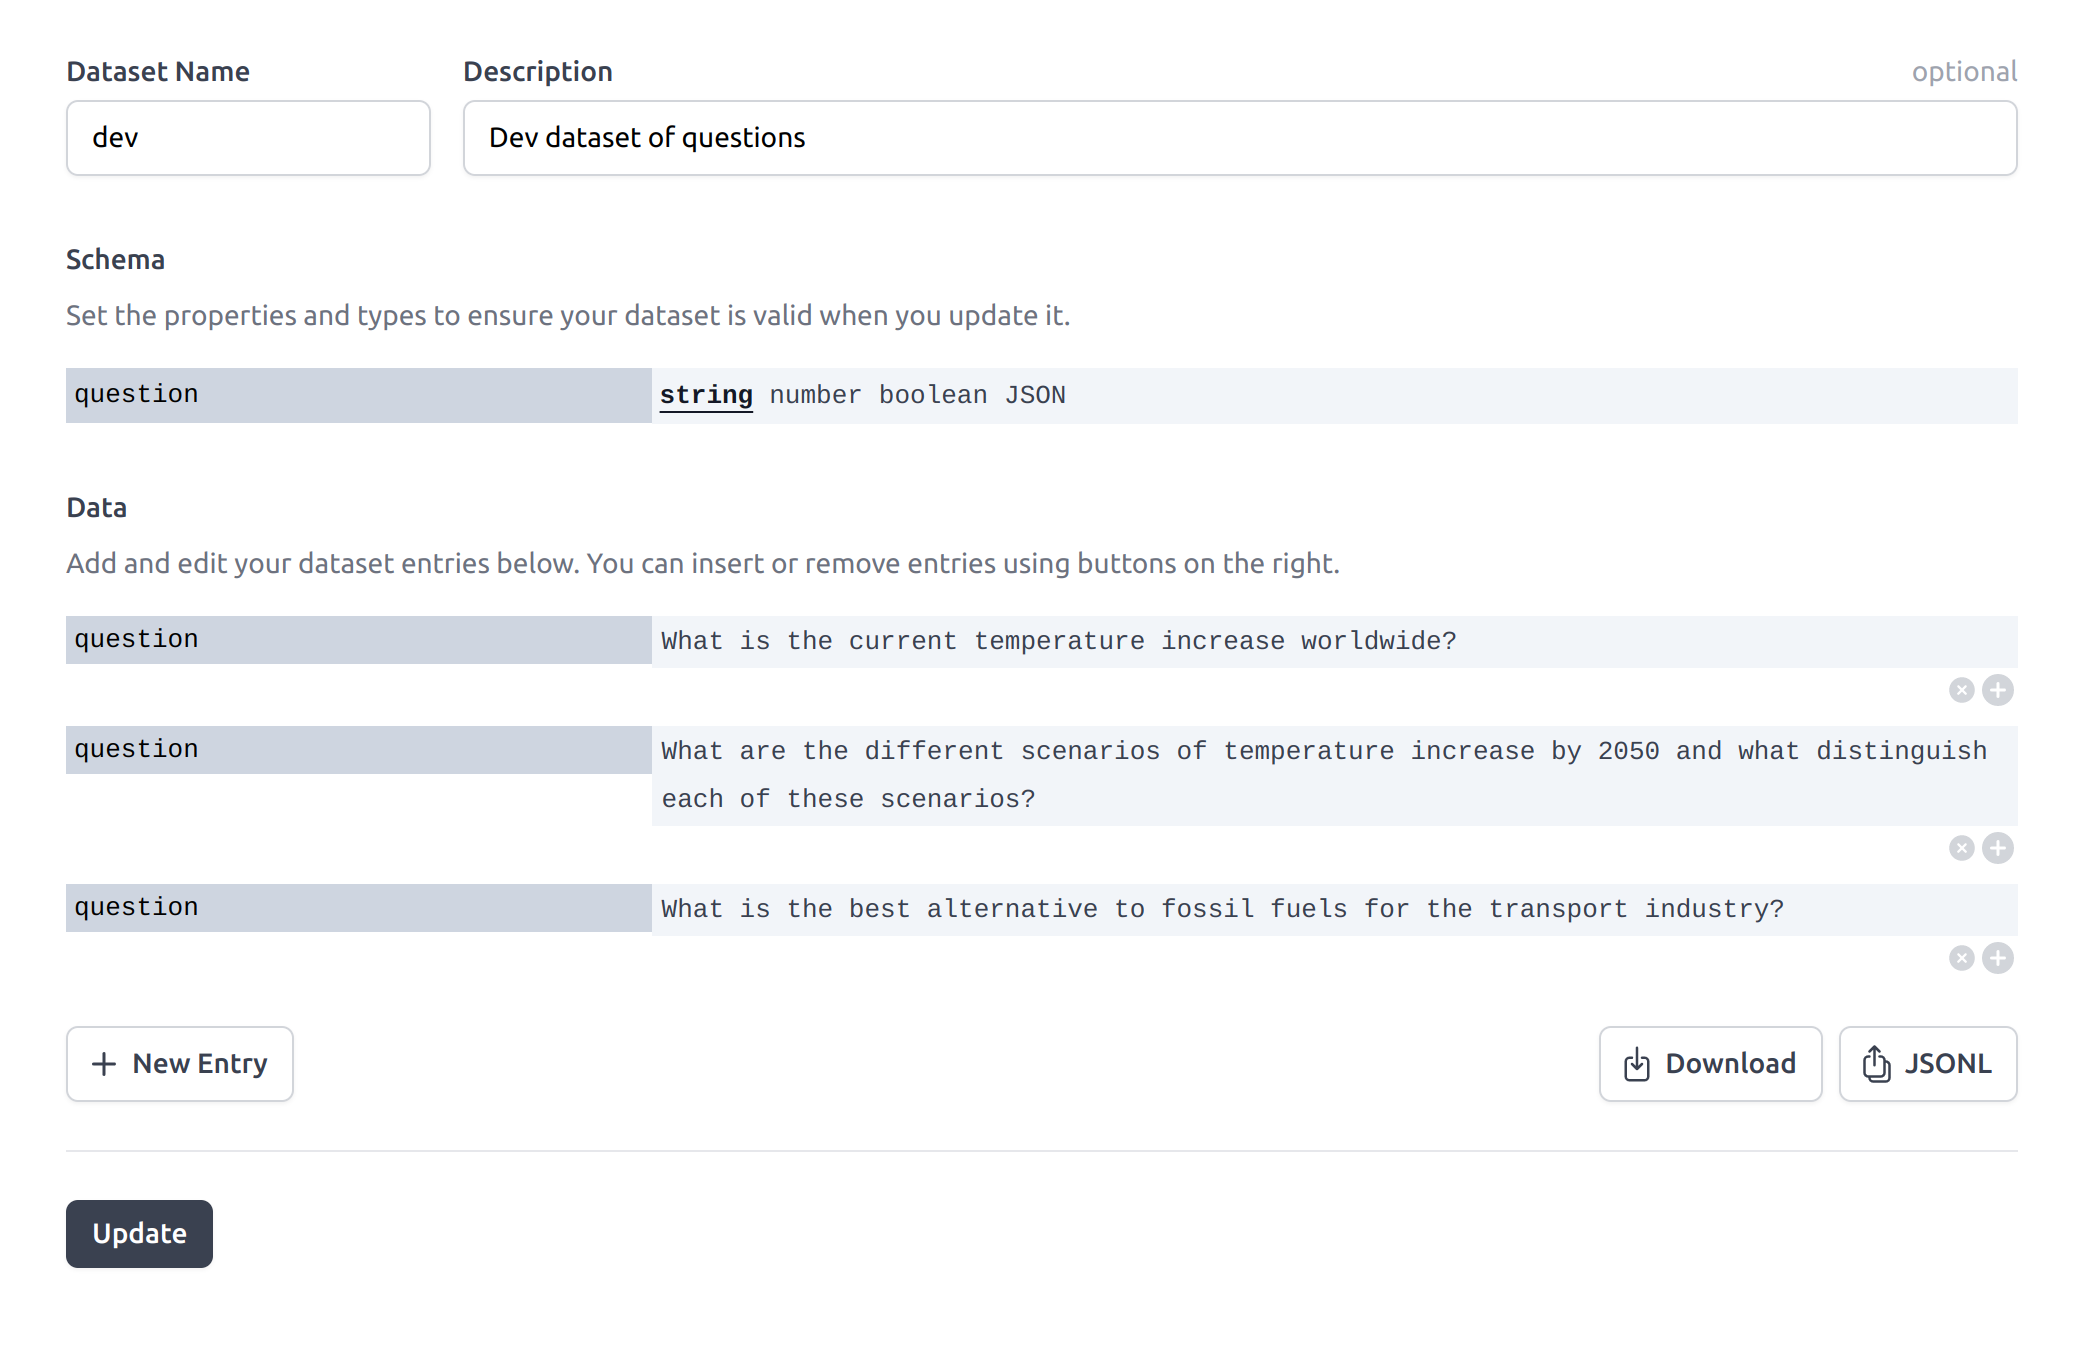 Dataset Name
Description
optional
dev
Dev dataset of questions
Schema
Set the properties and types to ensure your dataset is valid when you update it.
question
string number boolean JSON
Data
Add and edit your dataset entries below. You can insert or remove entries using buttons on the right.
question
What is the current temperature increase worldwide?
question
What are the different scenarios of temperature increase by 2050 and what distinguish
each of these scenarios?
question
What is the best alternative to fossil fuels for the transport industry?
New Entry
Download
JSONL
Update